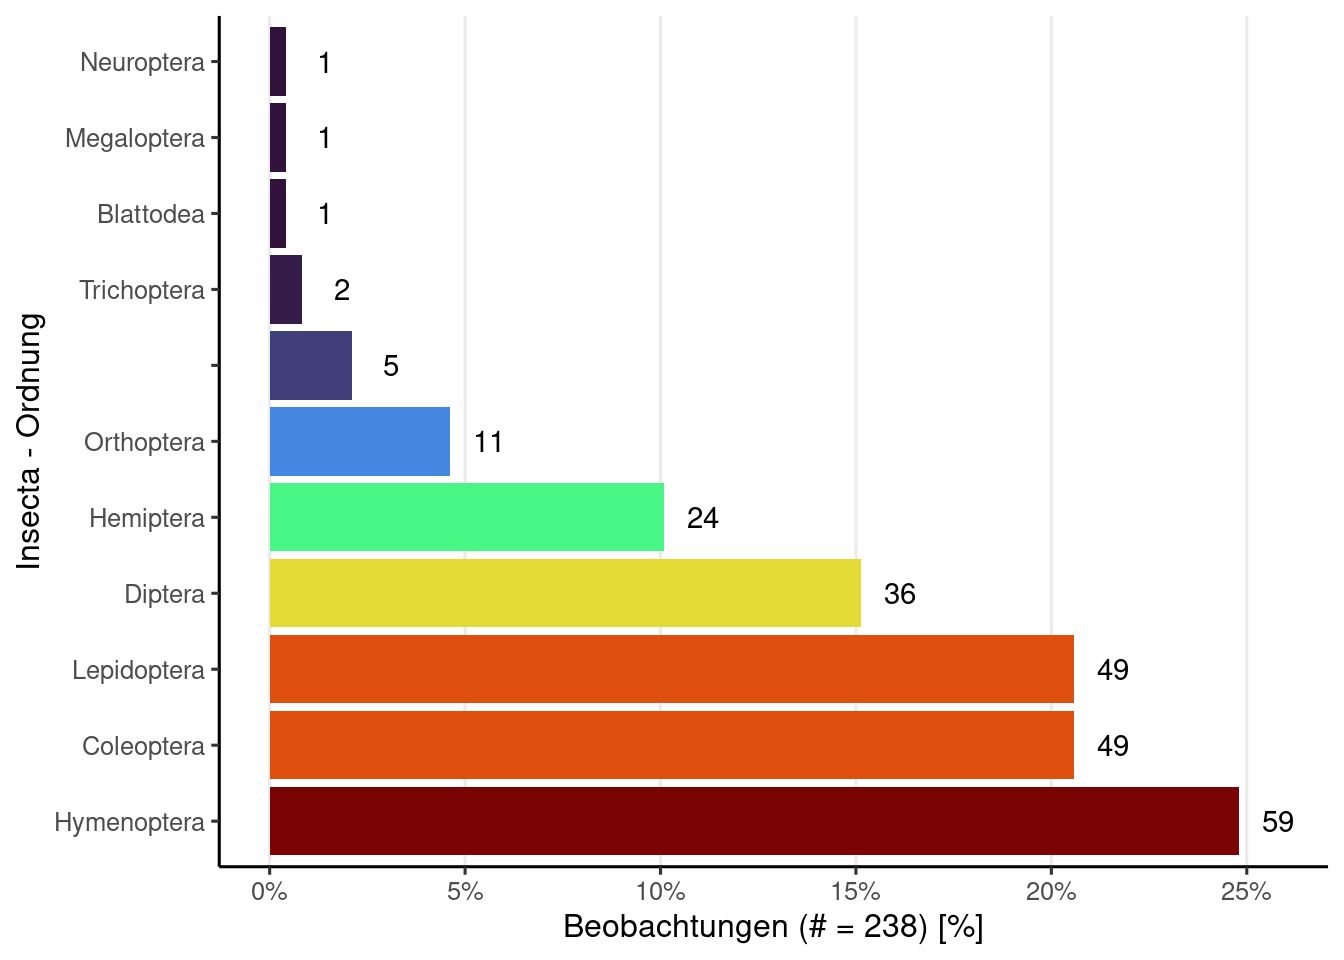 Insecta - Ordnung
Neuroptera 1
Megaloptera 1
Blattodea 1
Trichoptera 2
5
Orthoptera 11
Hemiptera 24
Diptera 36
Lepidoptera 49
Coleoptera 49
Hymenoptera 59
0% 5% 10% 15% 20% 25%
Beobachtungen (# = 238) [%]